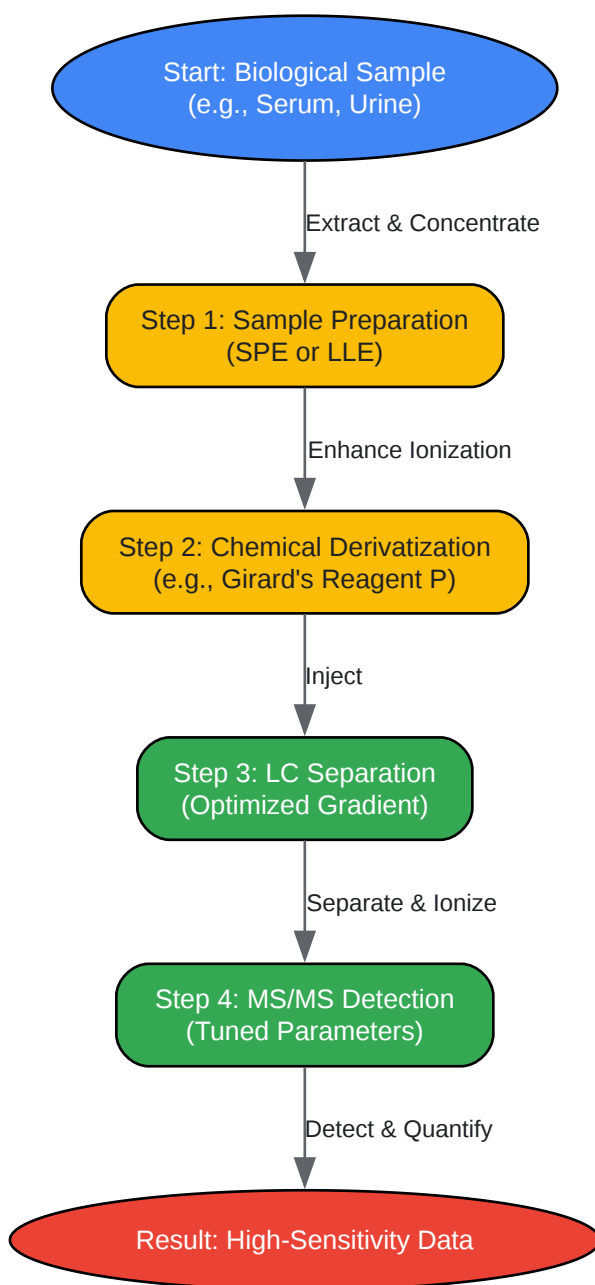 Start: Biological Sample
(e.g., Serum, Urine)
Extract & Concentrate
Step 1: Sample Preparation
(SPE or LLE)
Enhance Ionization
Step 2: Chemical Derivatization
(e.g., Girard's Reagent P)
Inject
Step 3: LC Separation
(Optimized Gradient)
Separate & Ionize
Step 4: MS/MS Detection
(Tuned Parameters)
Detect & Quantify
Result: High-Sensitivity Data